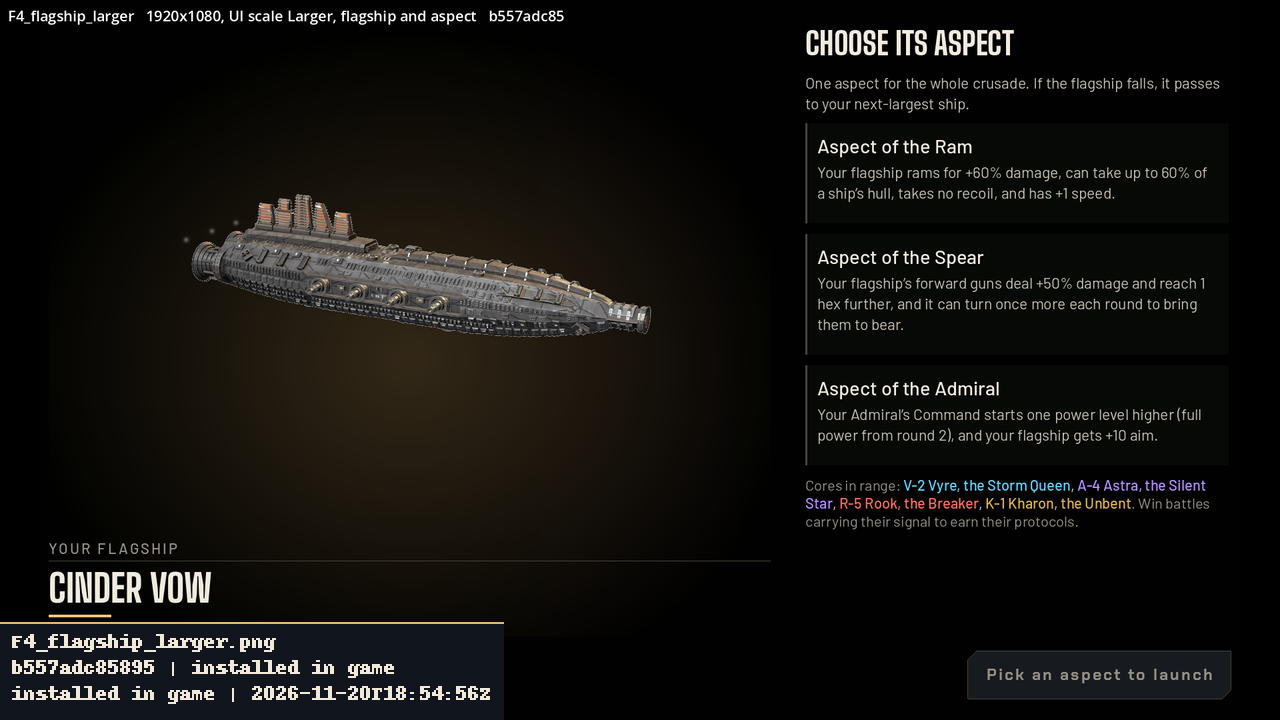 F4_flagship_larger 1920x1080, UI scale Larger, flagship and aspect b557adc85
CHOOSE ITS ASPECT
One aspect for the whole crusade. If the flagship falls, it passes
to your next-largest ship.
Aspect of the Ram
Your flagship rams for +60% damage, can take up to 60% of
a ship's hull, takes no recoil, and has +1 speed.
Aspect of the Spear
Your flagship's forward guns deal +50% damage and reach 1
hex further, and it can turn once more each round to bring
them to bear.
Aspect of the Admiral
Your Admiral's Command starts one power level higher (full
power from round 2), and your flagship gets +10 aim.
Cores in range: V-2 Vyre, the Storm Queen, A-4 Astra, the Silent
Star, R-5 Rook, the Breaker, K-1 Kharon, the Unbent. Win battles
carrying their signal to earn their protocols.
YOUR FLAGSHIP
CINDER VOW
F4_flagship_larger.png
b557adc85895 | installed in game
installed in game | 2026-11-20T18:54:56Z
Pick an aspect to launch